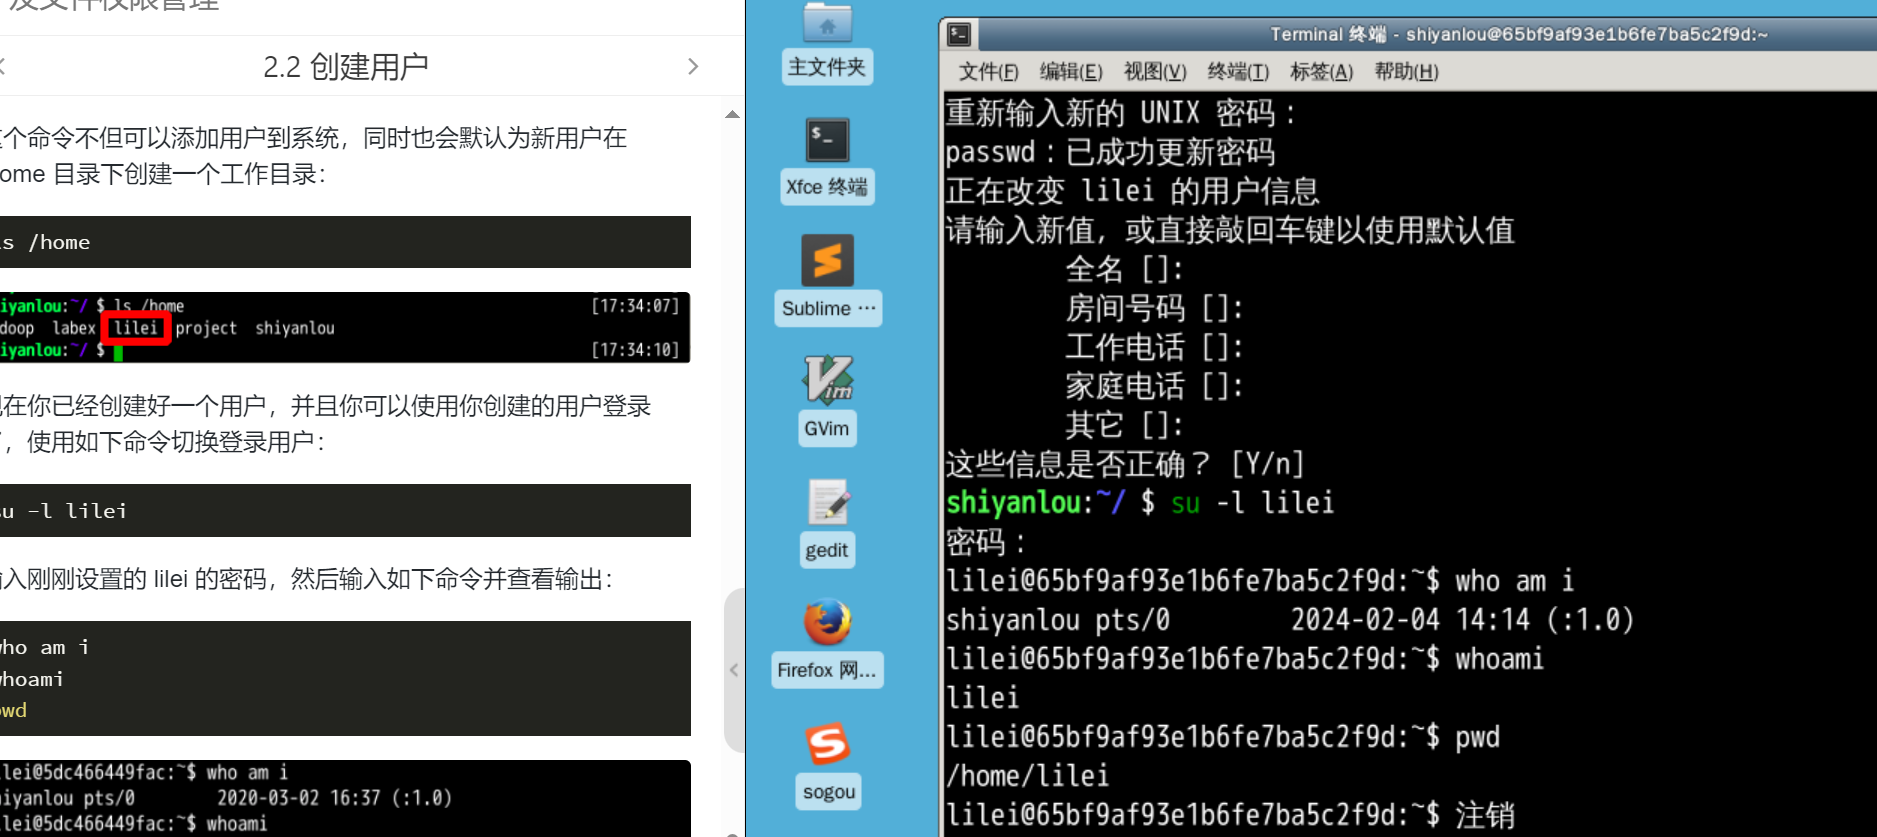 及文件权限管理
2.2 创建用户
这个命令不但可以添加用户到系统，同时也会默认为新用户在
ome 目录下创建一个工作目录：
ls /home
iyanlou:~/ $ ls /home [17:34:07]
doop labex lilei project shiyanlou
iyanlou:~/ $ [17:34:10]
现在你已经创建好一个用户，并且你可以使用你创建的用户登录
了，使用如下命令切换登录用户：
su -l lilei
输入刚刚设置的 lilei 的密码，然后输入如下命令并查看输出：
who am i
whoami
pwd
ilei@5dc466449fac:~$ who am i
iyanlou pts/0 2020-03-02 16:37 (:1.0)
ilei@5dc466449fac:~$ whoami
主文件夹
Xfce 终端
Sublime ···
GVim
gedit
Firefox 网...
sogou
Terminal 终端 - shiyanlou@65bf9af93e1b6fe7ba5c2f9d:~
文件(F) 编辑(E) 视图(V) 终端(T) 标签(A) 帮助(H)
重新输入新的 UNIX 密码：
passwd：已成功更新密码
正在改变 lilei 的用户信息
请输入新值，或直接敲回车键以使用默认值
全名 []:
房间号码 []:
工作电话 []:
家庭电话 []:
其它 []:
这些信息是否正确？ [Y/n]
shiyanlou:~/ $ su -l lilei
密码：
lilei@65bf9af93e1b6fe7ba5c2f9d:~$ who am i
shiyanlou pts/0 2024-02-04 14:14 (:1.0)
lilei@65bf9af93e1b6fe7ba5c2f9d:~$ whoami
lilei
lilei@65bf9af93e1b6fe7ba5c2f9d:~$ pwd
/home/lilei
lilei@65bf9af93e1b6fe7ba5c2f9d:~$ 注销